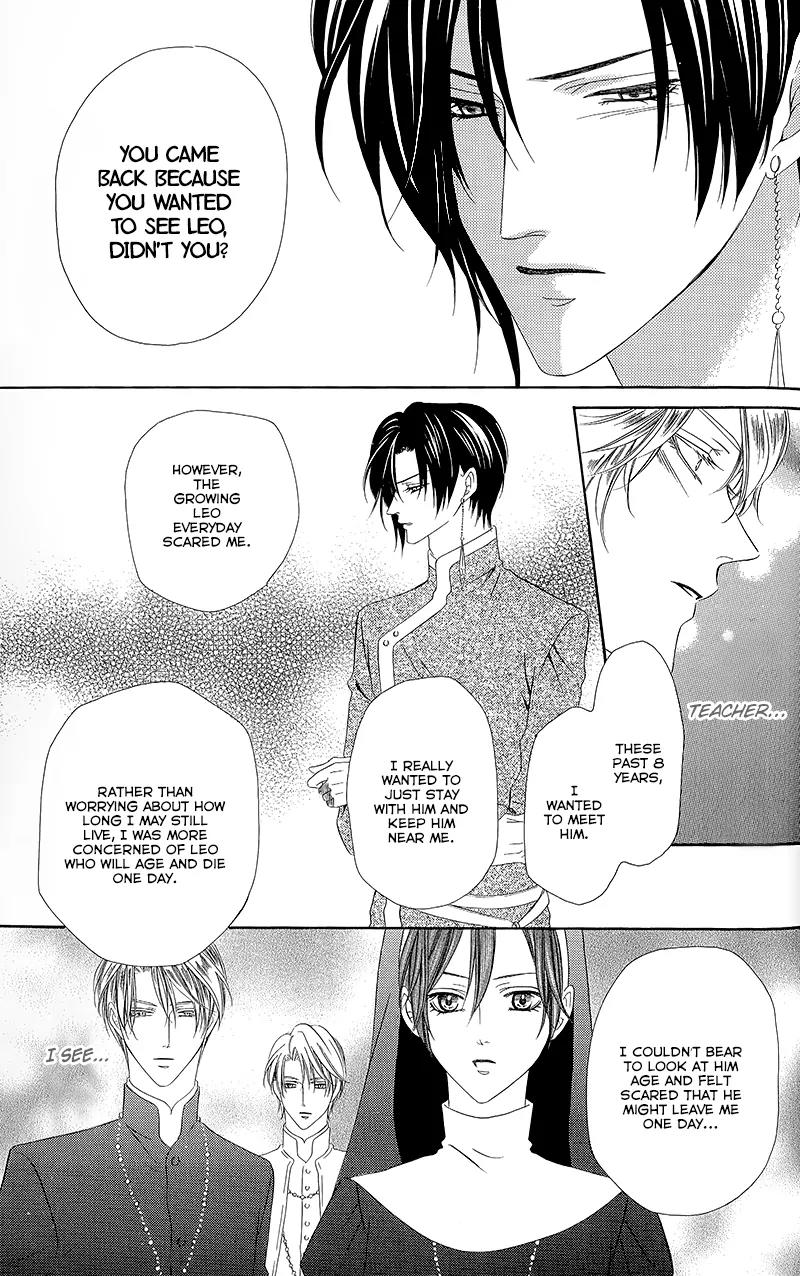 YOU CAME
BACK BECAUSE
YOU WANTED
TO SEE LEO,
DIDN'T YOU?
TEACHER...
THESE
PAST 8
YEARS,
I
WANTED
TO MEET
HIM.
HOWEVER,
THE
GROWING
LEO
EVERYDAY
SCARED ME.
I REALLY
WANTED TO
JUST STAY
WITH HIM AND
KEEP HIM
NEAR ME.
RATHER THAN
WORRYING ABOUT HOW
LONG I MAY STILL
LIVE, I WAS MORE
CONCERNED OF LEO
WHO WILL AGE AND DIE
ONE DAY.
I COULDN'T BEAR
TO LOOK AT HIM
AGE AND FELT
SCARED THAT HE
MIGHT LEAVE ME
ONE DAY...
I SEE...